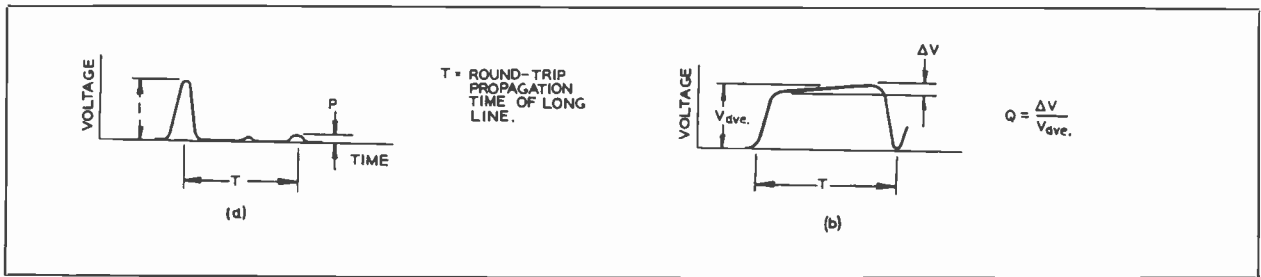 VOLTAGE
P
TIME
T
(a)
T = ROUND-TRIP
PROPAGATION
TIME OF LONG
LINE.
VOLTAGE
Vave.
ΔV
T
(b)
Q = ΔV
Vave.